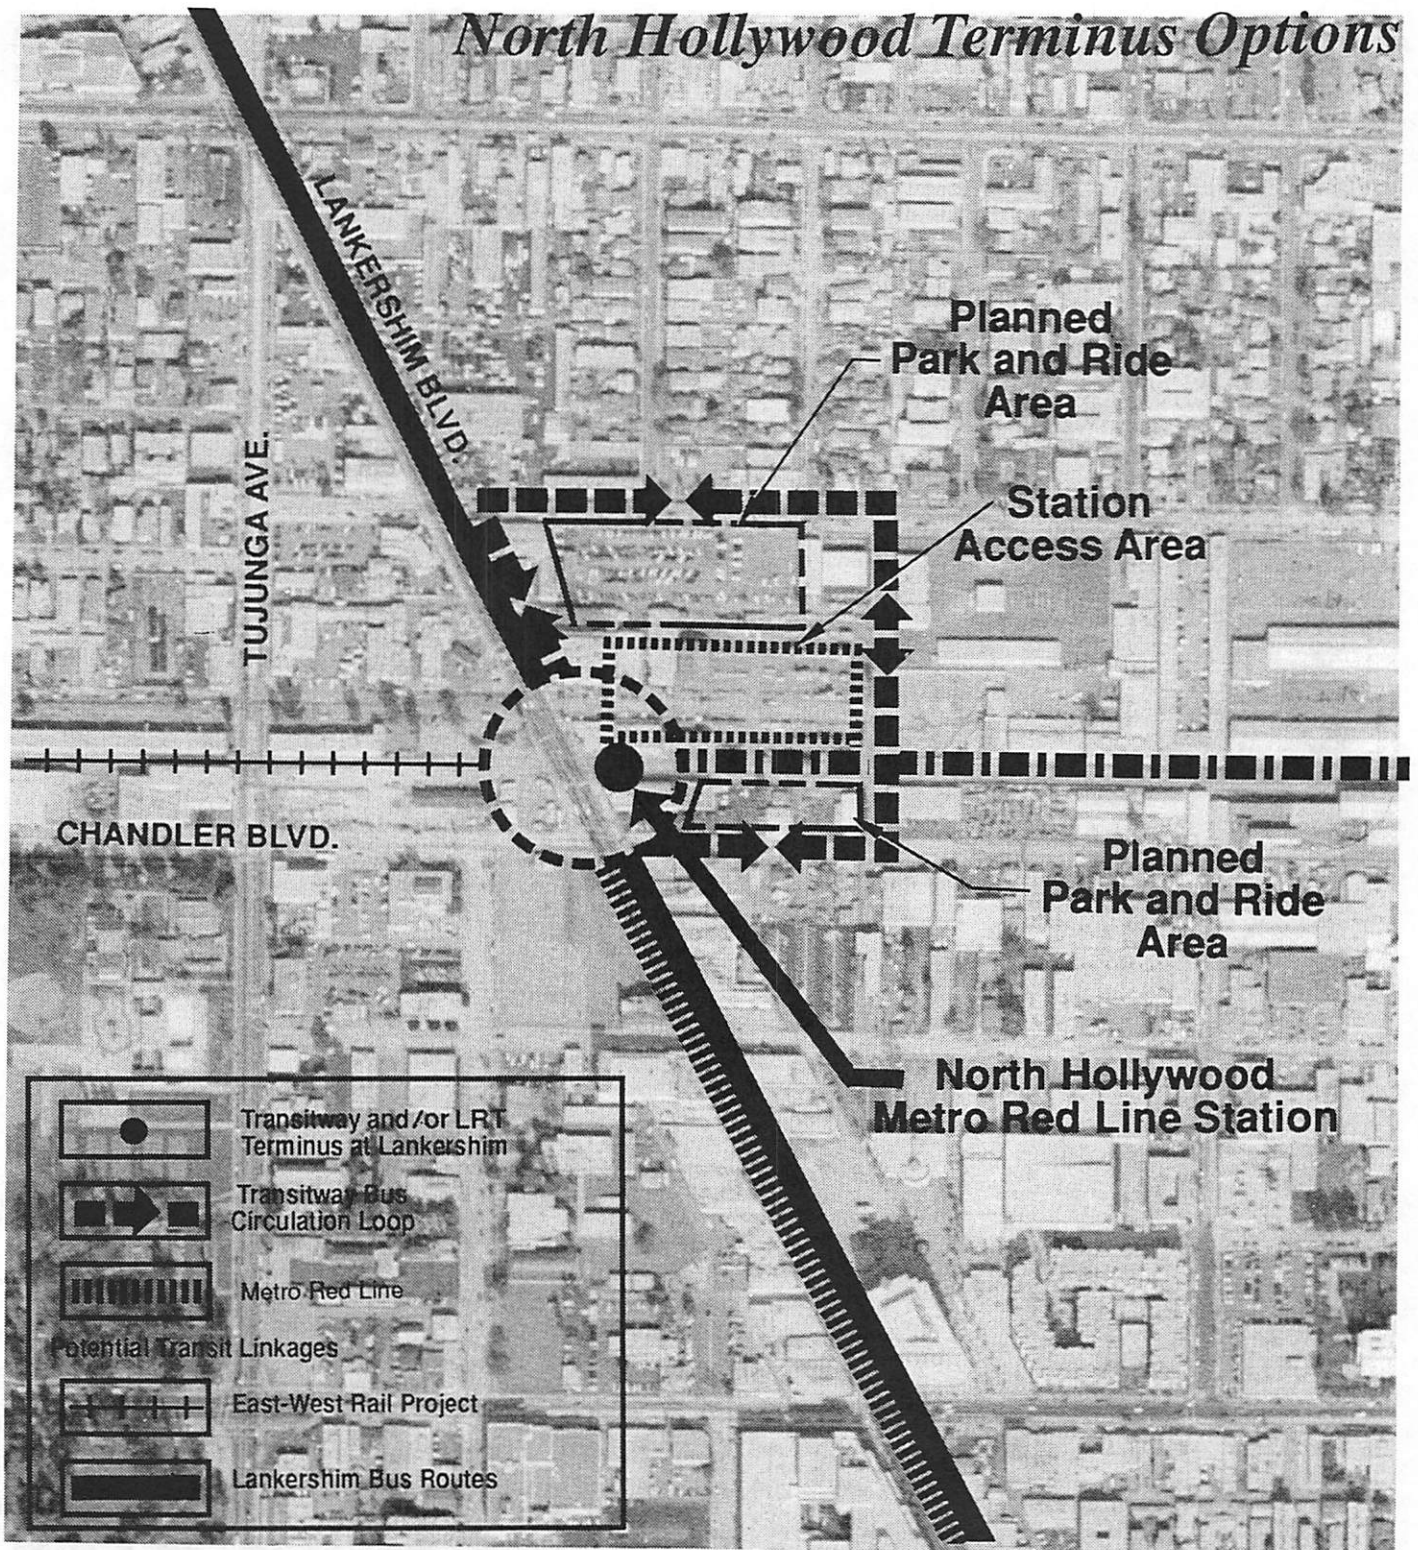 North Hollywood Terminus Options
LANKERSHIM BLVD.
Planned
Park and Ride
Area
TUJUNGA AVE.
Station
Access Area
CHANDLER BLVD.
Planned
Park and Ride
Area
North Hollywood
Metro Red Line Station
Transitway and/or LRT
Terminus at Lankershim
Transitway Bus
Circulation Loop
Metro Red Line
Potential Transit Linkages
East-West Rail Project
Lankershim Bus Routes